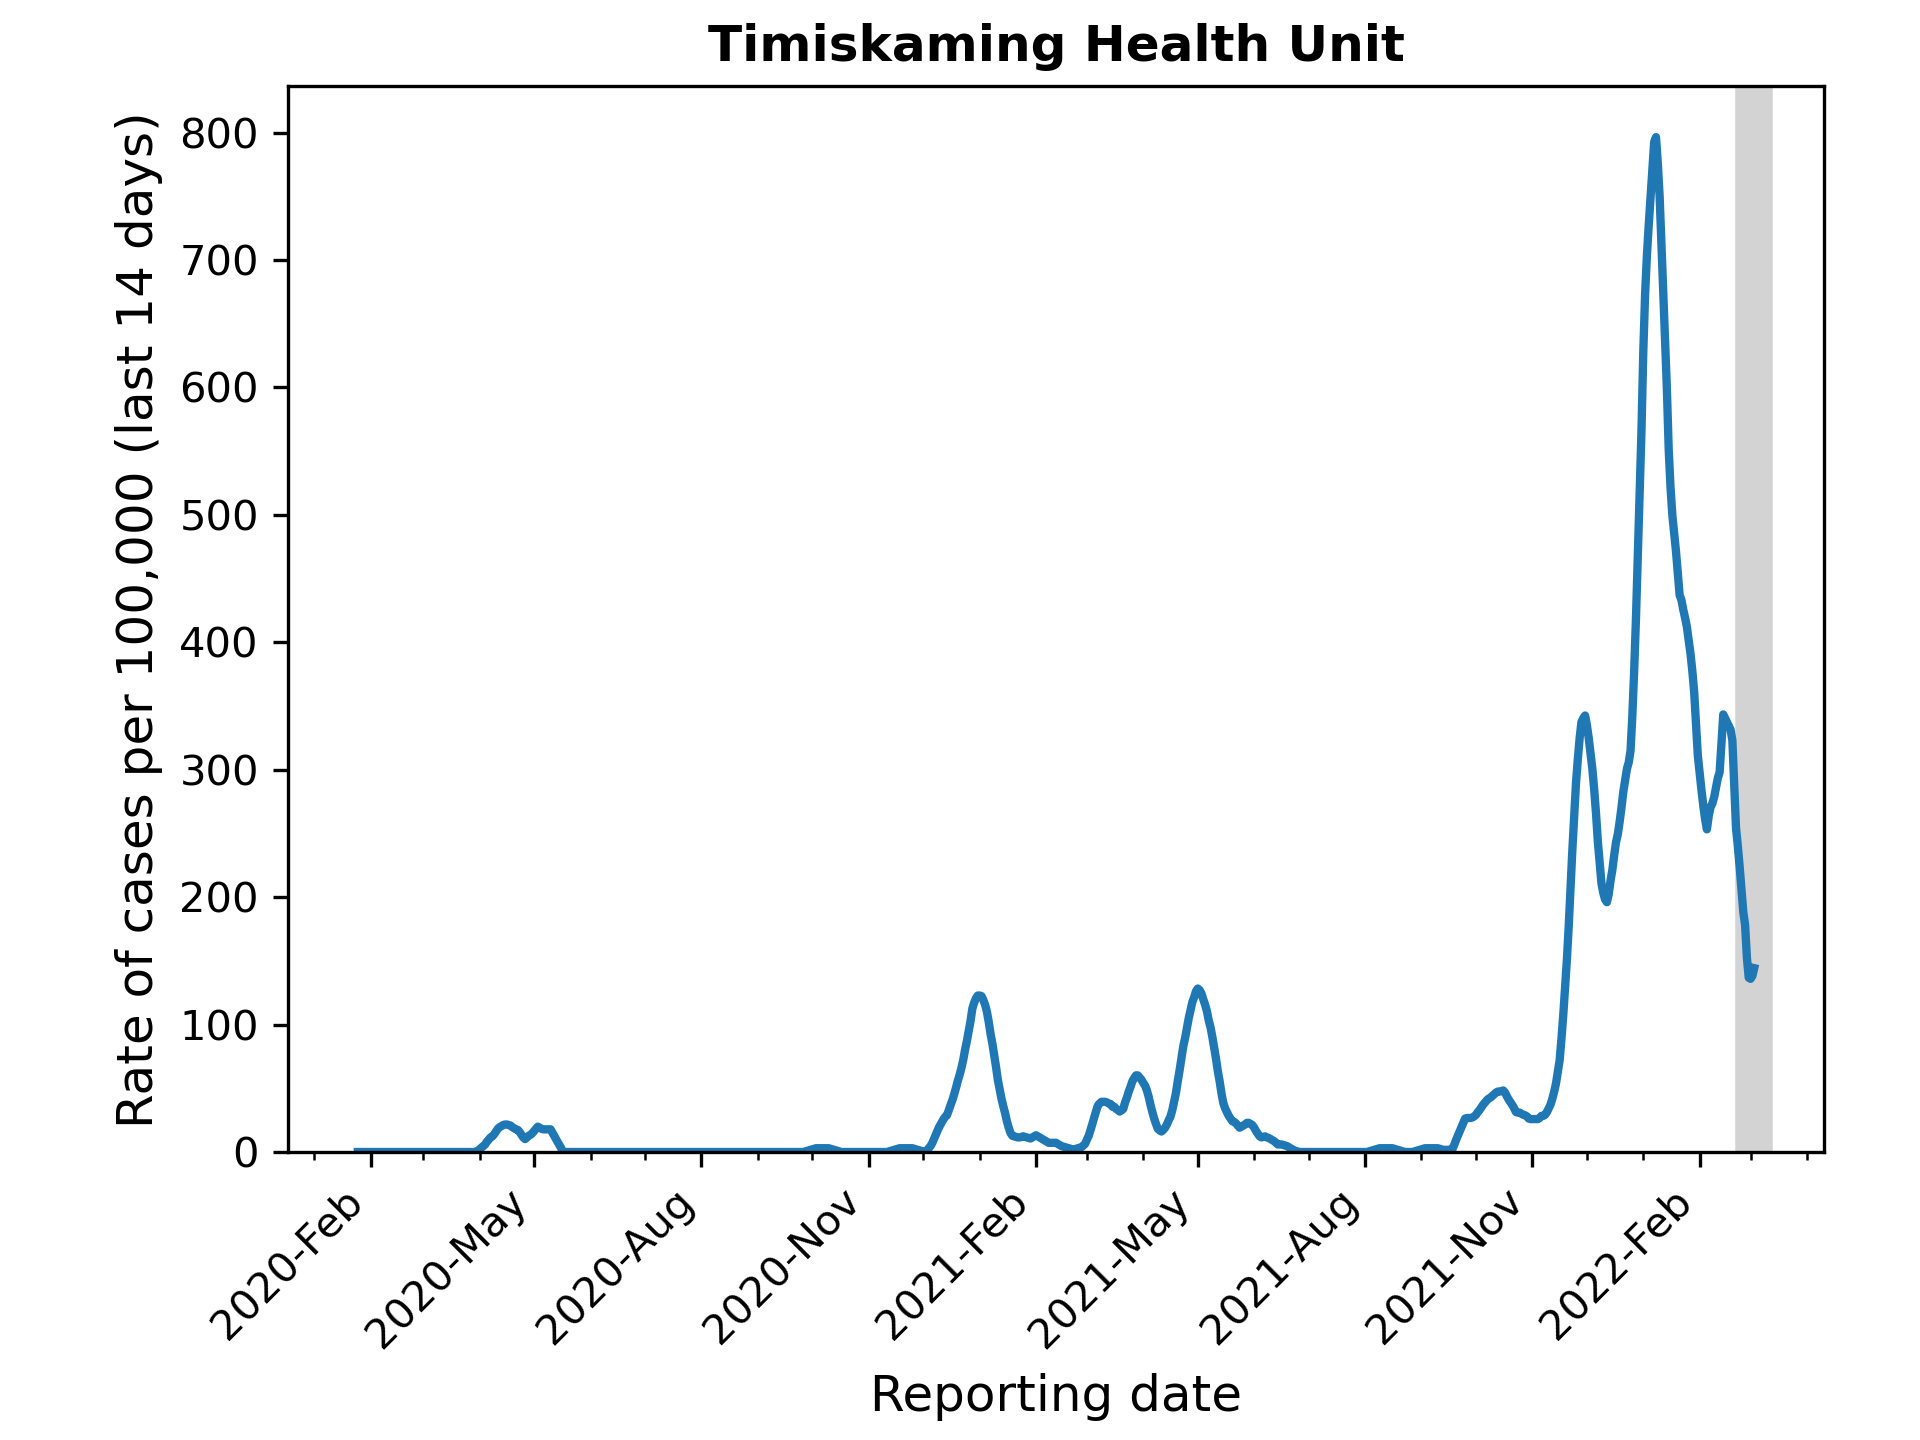 Timiskaming Health Unit
Rate of cases per 100,000 (last 14 days)
800
700
600
500
400
300
200
100
0
2020-Feb
2020-May
2020-Aug
2020-Nov
2021-Feb
2021-May
2021-Aug
2021-Nov
2022-Feb
Reporting date